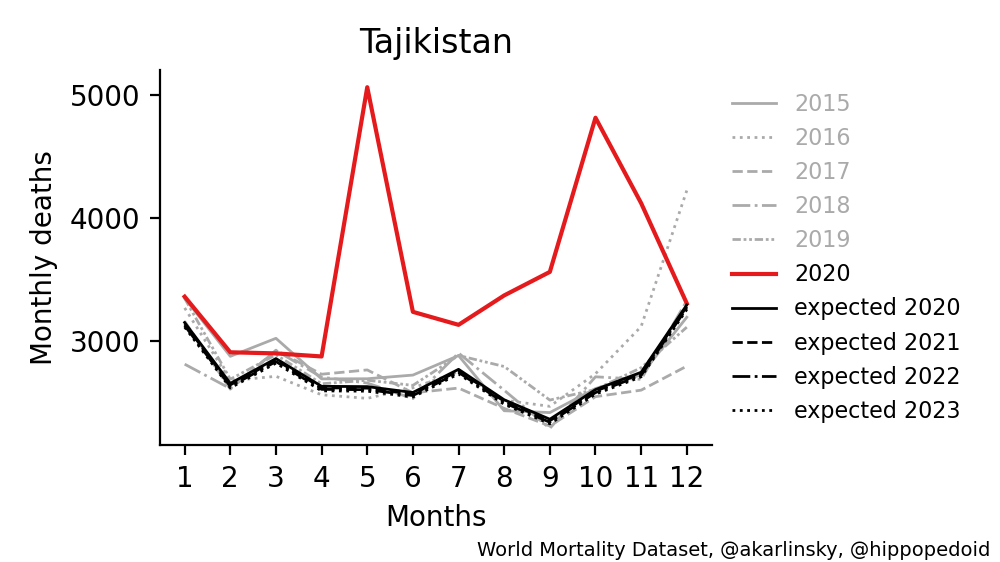 Tajikistan
Monthly deaths
5000
4000
3000
1 2 3 4 5 6 7 8 9 10 11 12
Months
2015
2016
2017
2018
2019
2020
expected 2020
expected 2021
expected 2022
expected 2023
World Mortality Dataset, @akarlinsky, @hippopedoid